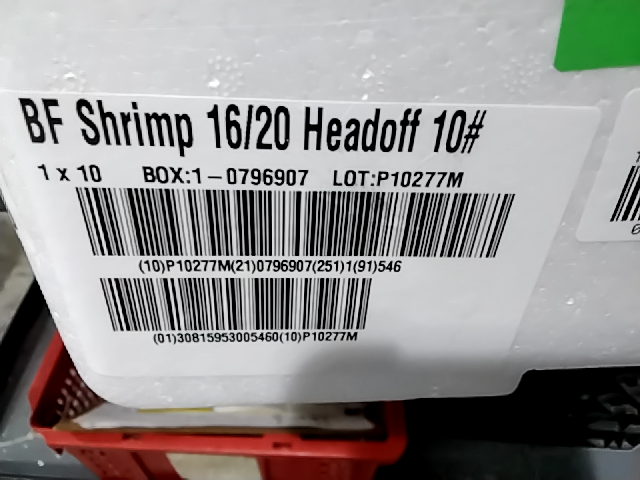 BF Shrimp 16/20 Headoff 10#
1 x 10 BOX:1-0796907 LOT:P10277M
(10)P10277M(21)0796907(251)1(91)546
(01)30815953005460(10)P10277M